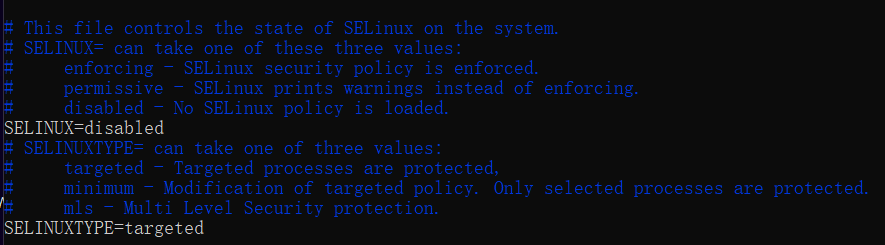 # This file controls the state of SELinux on the system.
# SELINUX= can take one of these three values:
#     enforcing - SELinux security policy is enforced.
#     permissive - SELinux prints warnings instead of enforcing.
#     disabled - No SELinux policy is loaded.
SELINUX=disabled
# SELINUXTYPE= can take one of three values:
#     targeted - Targeted processes are protected,
#     minimum - Modification of targeted policy. Only selected processes are protected.
#     mls - Multi Level Security protection.
SELINUXTYPE=targeted